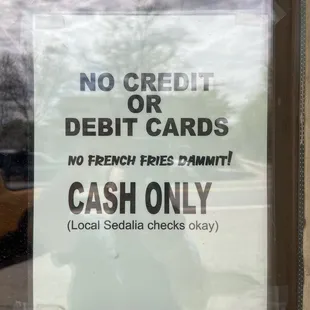 NO CREDIT
OR
DEBIT CARDS
NO FRENCH FRIES DAMMIT!
CASH ONLY
(Local Sedalia checks okay)